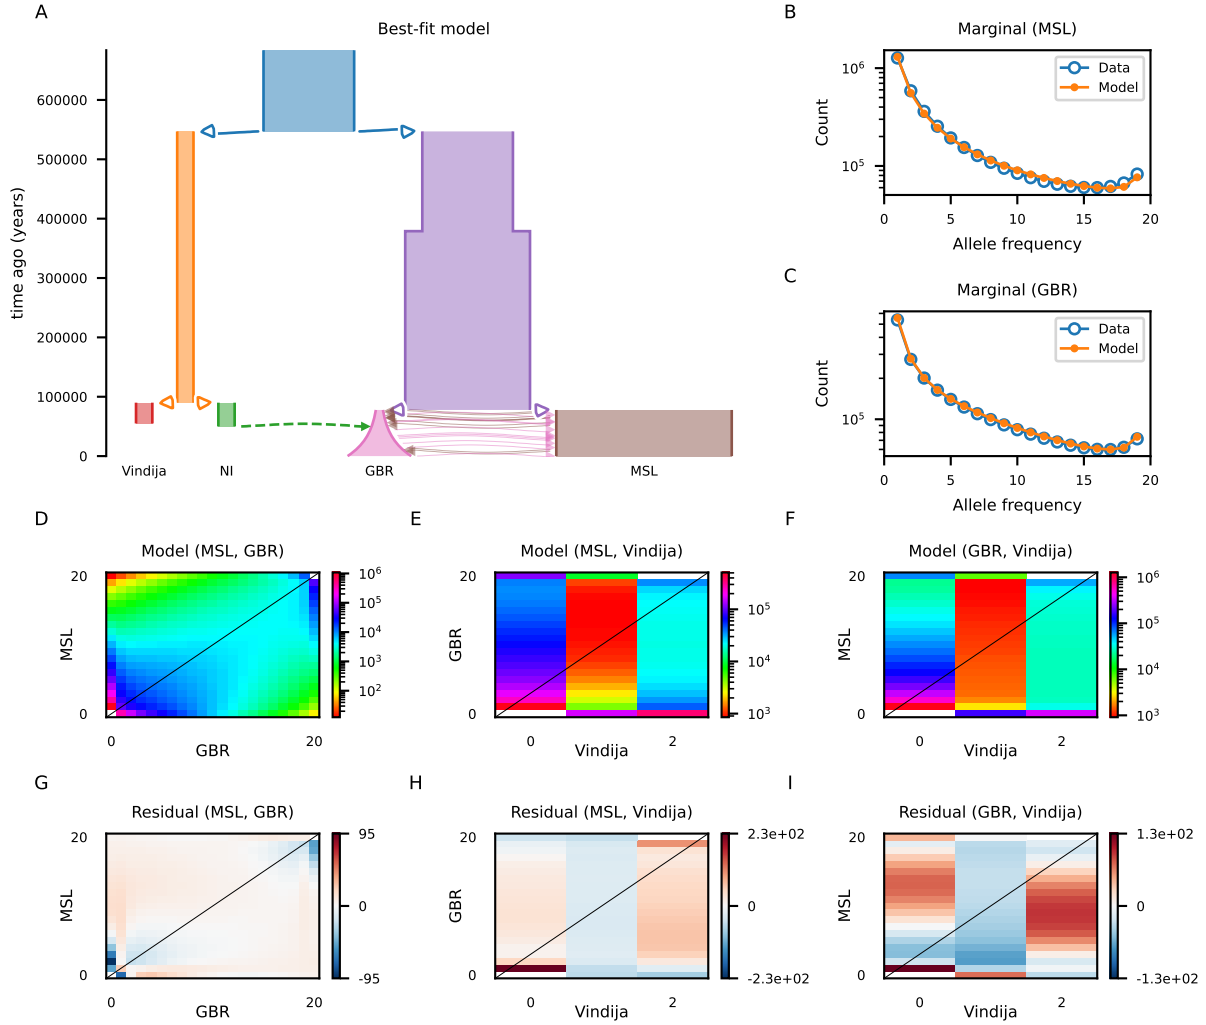 A
Best-fit model
time ago (years)
600000
500000
400000
300000
200000
100000
0
Vindija
NI
GBR
MSL
B
Marginal (MSL)
Count
10^6
10^5
Data
Model
0 5 10 15 20
Allele frequency
C
Marginal (GBR)
Count
10^5
Data
Model
0 5 10 15 20
Allele frequency
D
Model (MSL, GBR)
MSL
20
0
0 20
GBR
10^6
10^5
10^4
10^3
10^2
E
Model (MSL, Vindija)
GBR
20
0
0 2
Vindija
10^5
10^4
10^3
F
Model (GBR, Vindija)
MSL
20
0
0 2
Vindija
10^6
10^5
10^4
10^3
G
Residual (MSL, GBR)
MSL
20
0
0 20
GBR
95
0
-95
H
Residual (MSL, Vindija)
GBR
20
0
0 2
Vindija
2.3e+02
0
-2.3e+02
I
Residual (GBR, Vindija)
MSL
20
0
0 2
Vindija
1.3e+02
0
-1.3e+02